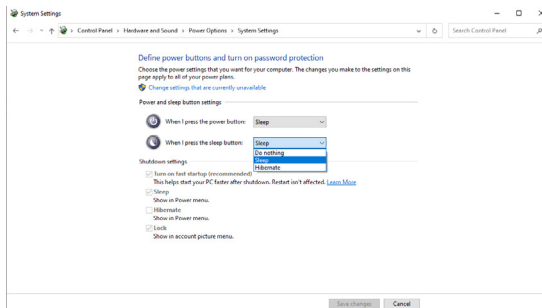 System Settings
Control Panel > Hardware and Sound > Power Options > System Settings
Search Control Panel
Define power buttons and turn on password protection
Choose the power settings that you want for your computer. The changes you make to the settings on this
page apply to all of your power plans.
Change settings that are currently unavailable
Power and sleep button settings
When I press the power button: Sleep
When I press the sleep button: Sleep
Do nothing
Sleep
Hibernate
Shutdown settings
Turn on fast startup (recommended)
This helps start your PC faster after shutdown. Restart isn't affected. Learn More
Sleep
Show in Power menu.
Hibernate
Show in Power menu.
Lock
Show in account picture menu.
Save changes Cancel